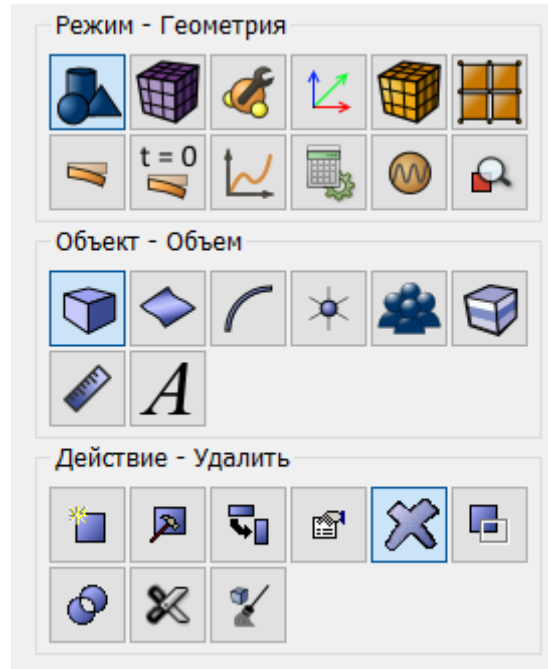 Режим - Геометрия
t = 0
Объект - Объем
A
Действие - Удалить